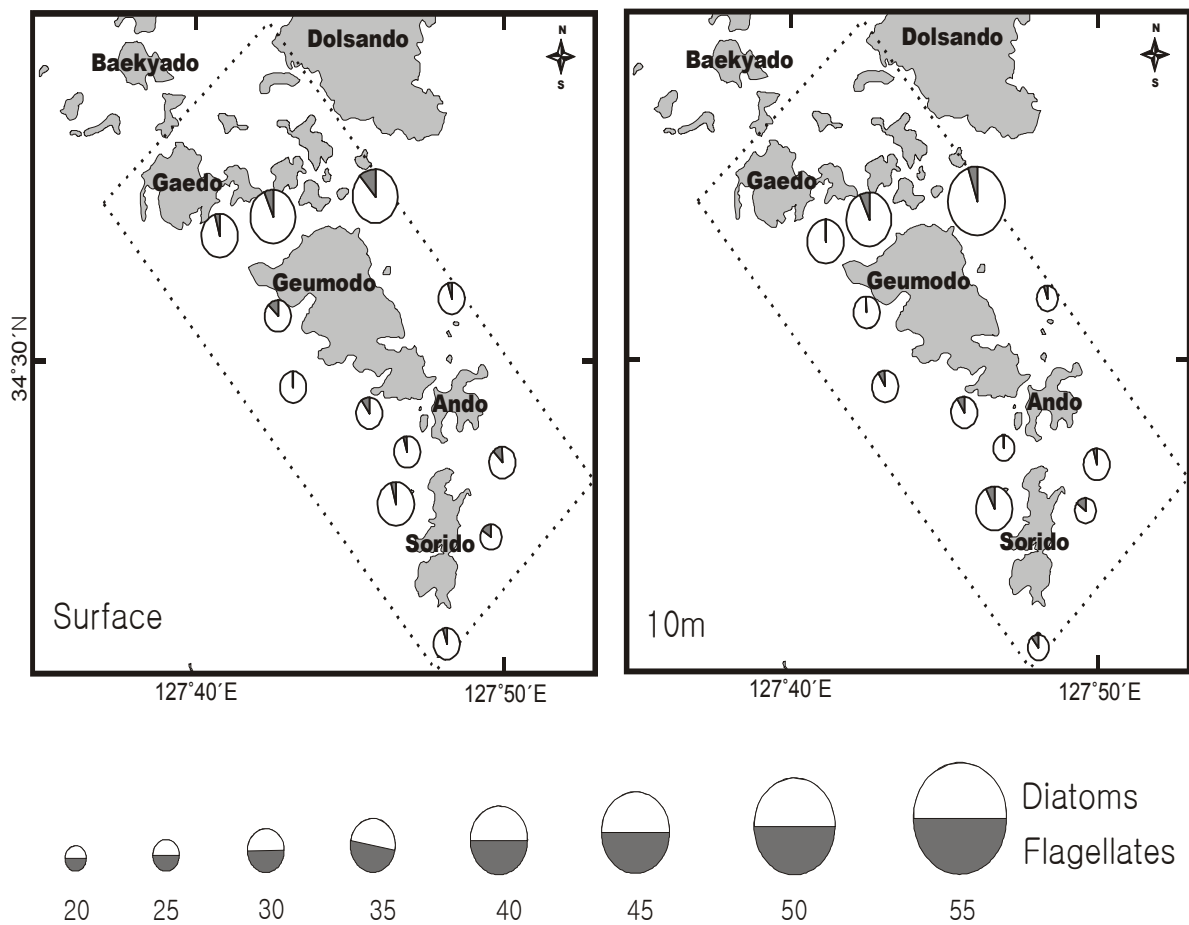 Dolsando
Baekyado
N
S
Gaedo
Geumodo
34°30´N
Ando
Sorido
Surface
127°40´E
127°50´E
Dolsando
Baekyado
N
S
Gaedo
Geumodo
Ando
Sorido
10m
127°40´E
127°50´E
Diatoms
Flagellates
20 25 30 35 40 45 50 55